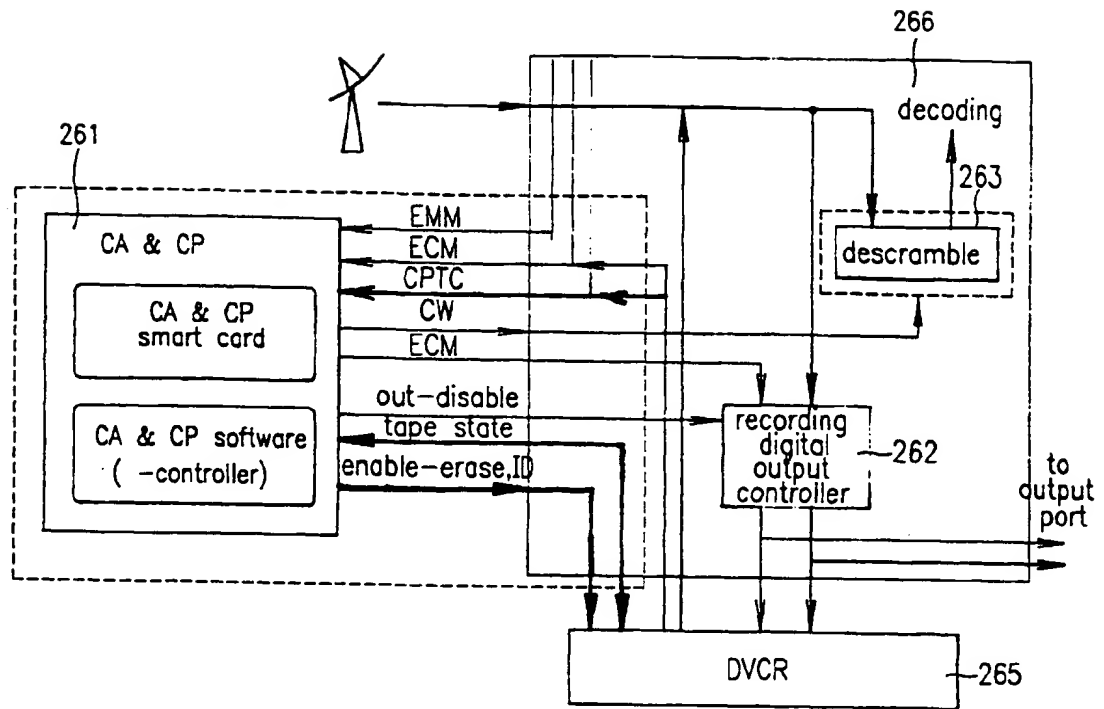 266
decoding
261
263
CA & CP
EMM
ECM
CPTC
CW
ECM
descramble
CA & CP
smart card
out-disable
tape state
enable-erase,ID
CA & CP software
( -controller)
recording
digital
output
controller
262
to
output
port
DVCR
265